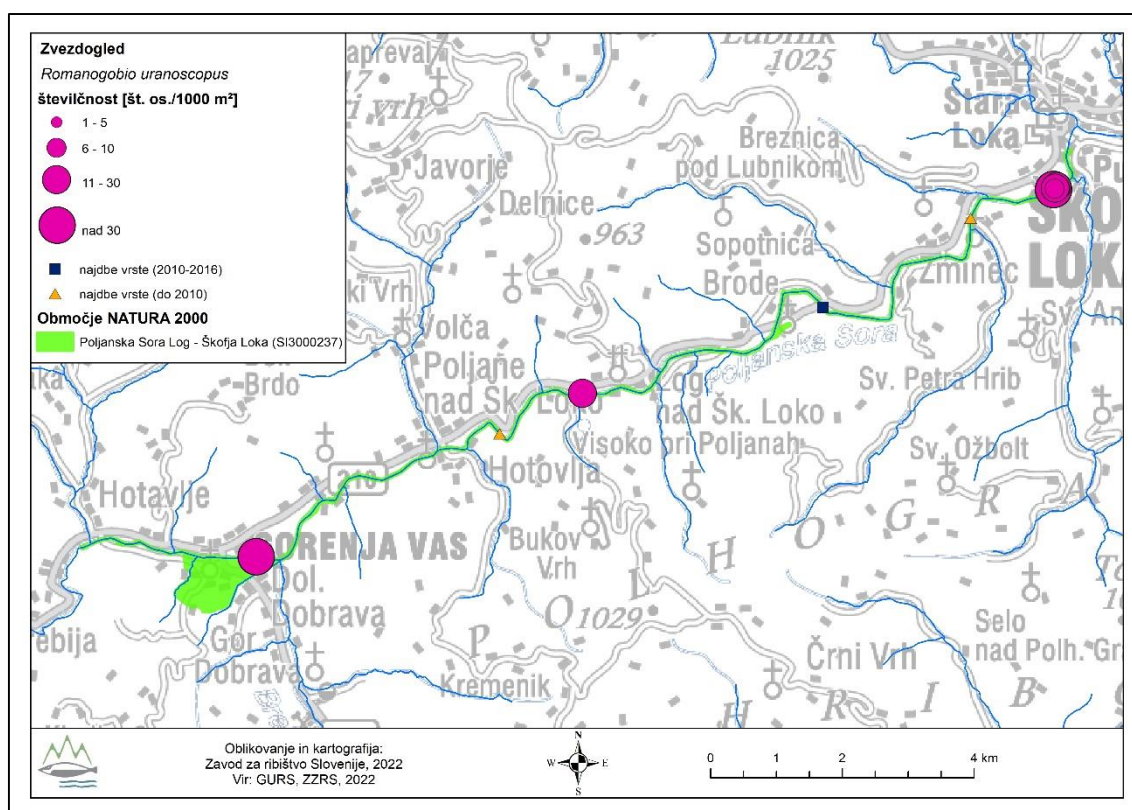 Zvezdogled
Romanogobio uranoscopus
številčnost [št. os./1000 m²]
1 - 5
6 - 10
11 - 30
nad 30
najdbe vrste (2010-2016)
najdbe vrste (do 2010)
Območje NATURA 2000
Poljanska Sora Log - Škofja Loka (SI3000237)
1025
Stara
Loka
Breznica
pod Lubnikom
Javorje
Delnice
963
Sopotnica
Brode
Zminec
ŠKO
LOKA
Volča
Poljane
nad Šk. Loko
Log
nad Šk. Loko
Poljanska Sora
Visoko pri Poljanah
Sv. Petra Hrib
Sv. Ožbolt
Brdo
Hotavlje
Hotovlja
GORENJA VAS
Dol.
Dobrava
Gor.
Dobrava
ebija
Bukov
Vrh
1029
Kremenik
Črni Vrh
Selo
nad Polh. Gr
P O L H O G R A
H R I B
Oblikovanje in kartografija:
Zavod za ribištvo Slovenije, 2022
Vir: GURS, ZZRS, 2022
N
W E
S
0 1 2 4 km